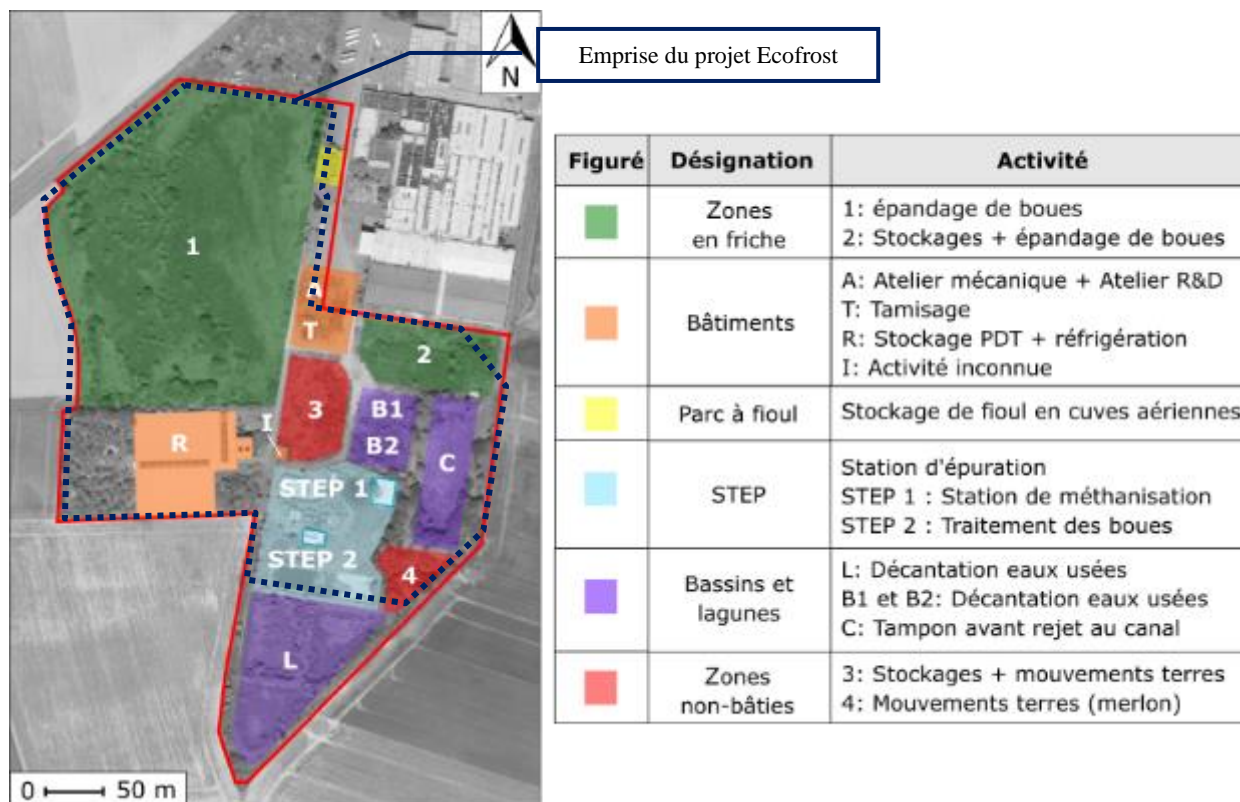 Emprise du projet Ecofrost
N
1
A
T
2
3
B1
B2
C
I
R
STEP 1
STEP 2
4
L
0 50 m
Figuré Désignation Activité
Zones
en friche
1: épandage de boues
2: Stockages + épandage de boues
Bâtiments
A: Atelier mécanique + Atelier R&D
T: Tamisage
R: Stockage PDT + réfrigération
I: Activité inconnue
Parc à fioul
Stockage de fioul en cuves aériennes
STEP
Station d'épuration
STEP 1 : Station de méthanisation
STEP 2 : Traitement des boues
Bassins et
lagunes
L: Décantation eaux usées
B1 et B2: Décantation eaux usées
C: Tampon avant rejet au canal
Zones
non-bâties
3: Stockages + mouvements terres
4: Mouvements terres (merlon)